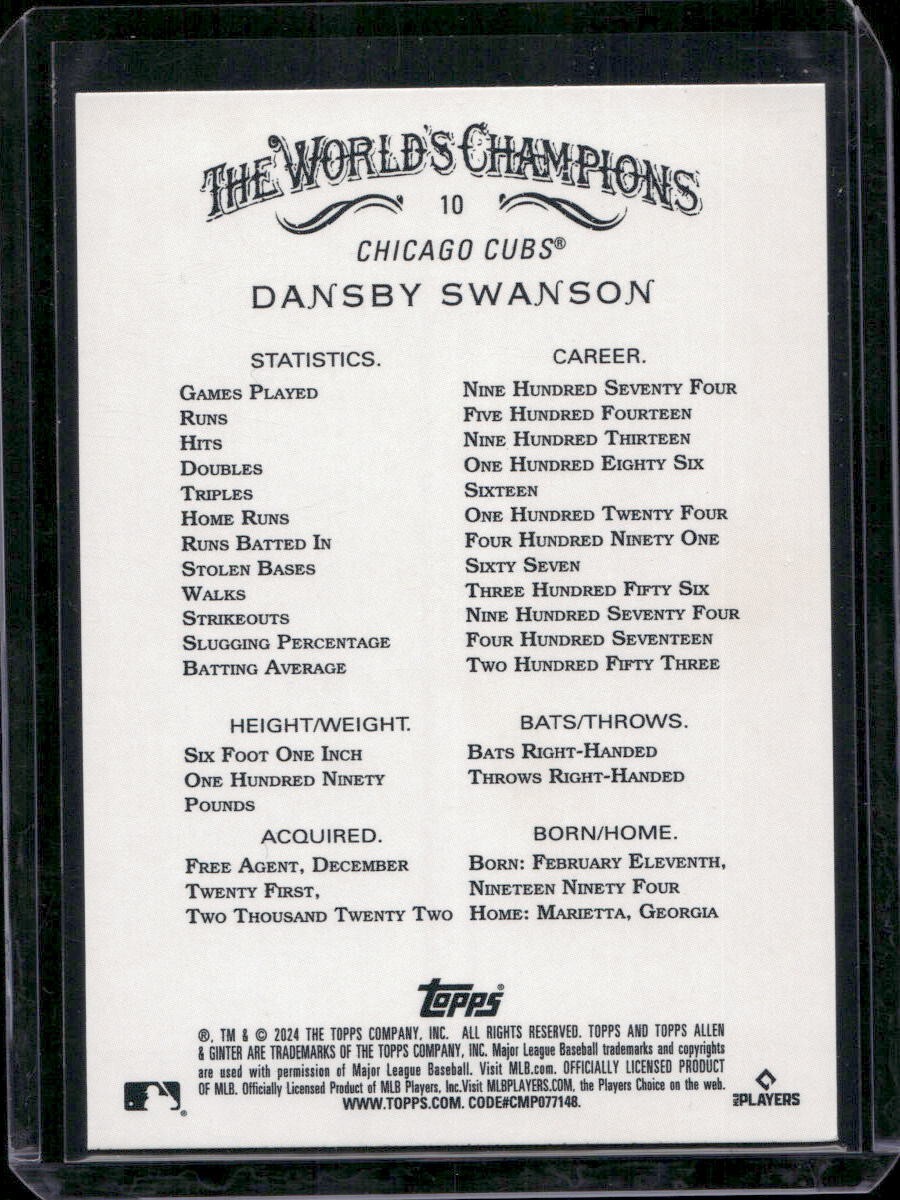 THE WORLD'S CHAMPIONS
10
CHICAGO CUBS®
DANSBY SWANSON
STATISTICS. CAREER.
GAMES PLAYED NINE HUNDRED SEVENTY FOUR
RUNS FIVE HUNDRED FOURTEEN
HITS NINE HUNDRED THIRTEEN
DOUBLES ONE HUNDRED EIGHTY SIX
TRIPLES SIXTEEN
HOME RUNS ONE HUNDRED TWENTY FOUR
RUNS BATTED IN FOUR HUNDRED NINETY ONE
STOLEN BASES SIXTY SEVEN
WALKS THREE HUNDRED FIFTY SIX
STRIKEOUTS NINE HUNDRED SEVENTY FOUR
SLUGGING PERCENTAGE FOUR HUNDRED SEVENTEEN
BATTING AVERAGE TWO HUNDRED FIFTY THREE
HEIGHT/WEIGHT.
SIX FOOT ONE INCH
ONE HUNDRED NINETY
POUNDS
BATS/THROWS.
BATS RIGHT-HANDED
THROWS RIGHT-HANDED
ACQUIRED.
FREE AGENT, DECEMBER
TWENTY FIRST,
TWO THOUSAND TWENTY TWO
BORN/HOME.
BORN: FEBRUARY ELEVENTH,
NINETEEN NINETY FOUR
HOME: MARIETTA, GEORGIA
topps®
®, TM & © 2024 THE TOPPS COMPANY, INC. ALL RIGHTS RESERVED. TOPPS AND TOPPS ALLEN
& GINTER ARE TRADEMARKS OF THE TOPPS COMPANY, INC. Major League Baseball trademarks and copyrights
are used with permission of Major League Baseball. Visit MLB.com. OFFICIALLY LICENSED PRODUCT
OF MLB. Officially Licensed Product of MLB Players, Inc.Visit MLBPLAYERS.COM, the Players Choice on the web.
WWW.TOPPS.COM. CODE#CMP077148.
MLB PLAYERS